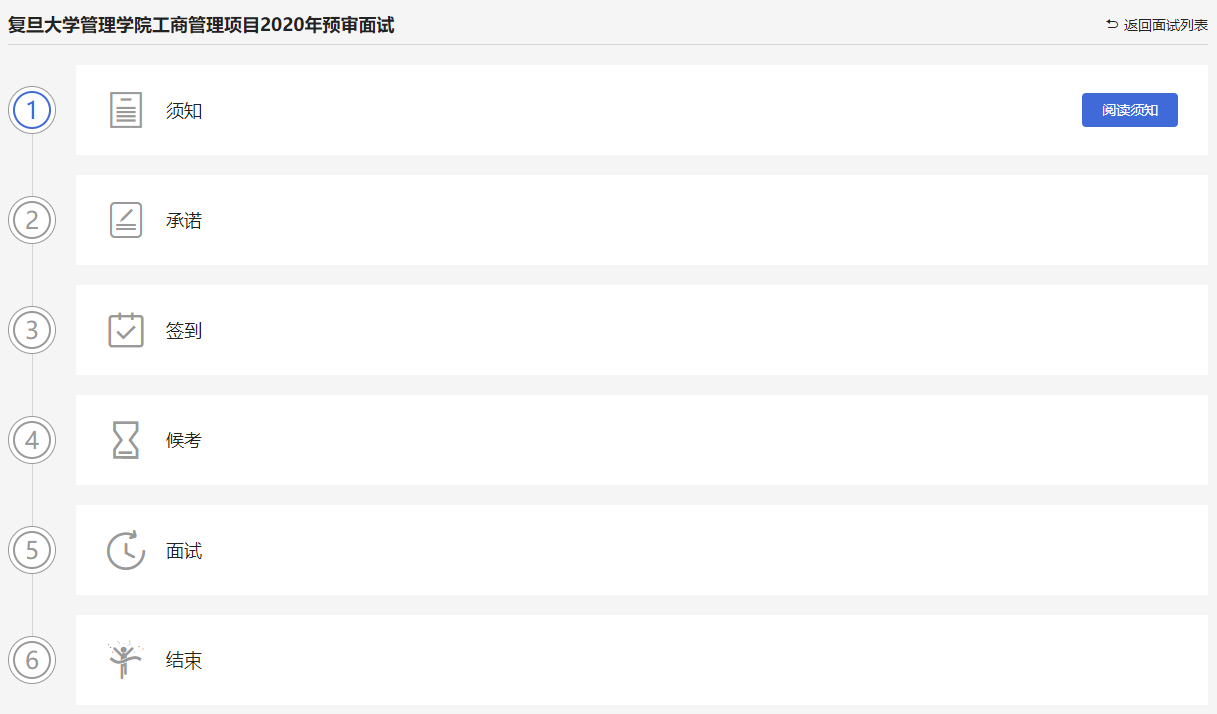 复旦大学管理学院工商管理项目2020年预审面试
返回面试列表
1
须知
阅读须知
2
承诺
3
签到
4
候考
5
面试
6
结束